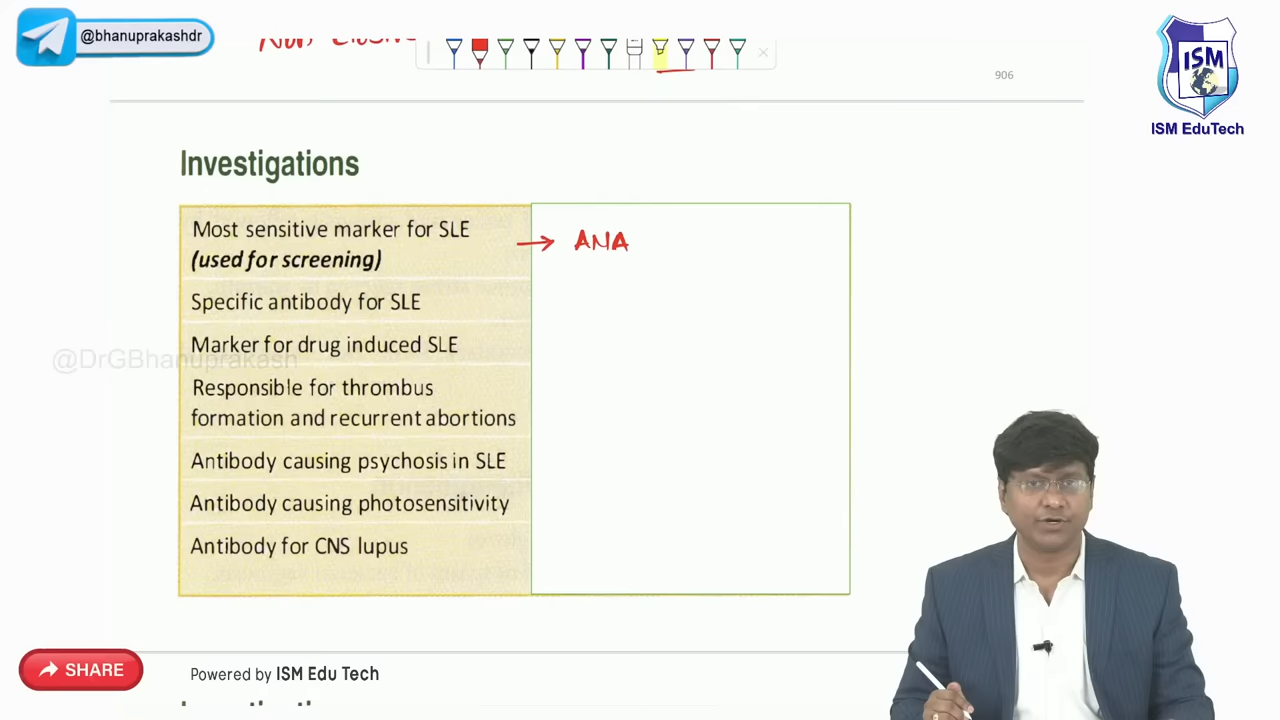 @bhanuprakashdr
906
ISM
ISM EduTech
Investigations
Most sensitive marker for SLE
(used for screening)
→ ANA
Specific antibody for SLE
Marker for drug induced SLE
@DrGBhanuprakash
Responsible for thrombus
formation and recurrent abortions
Antibody causing psychosis in SLE
Antibody causing photosensitivity
Antibody for CNS lupus
SHARE
Powered by ISM Edu Tech